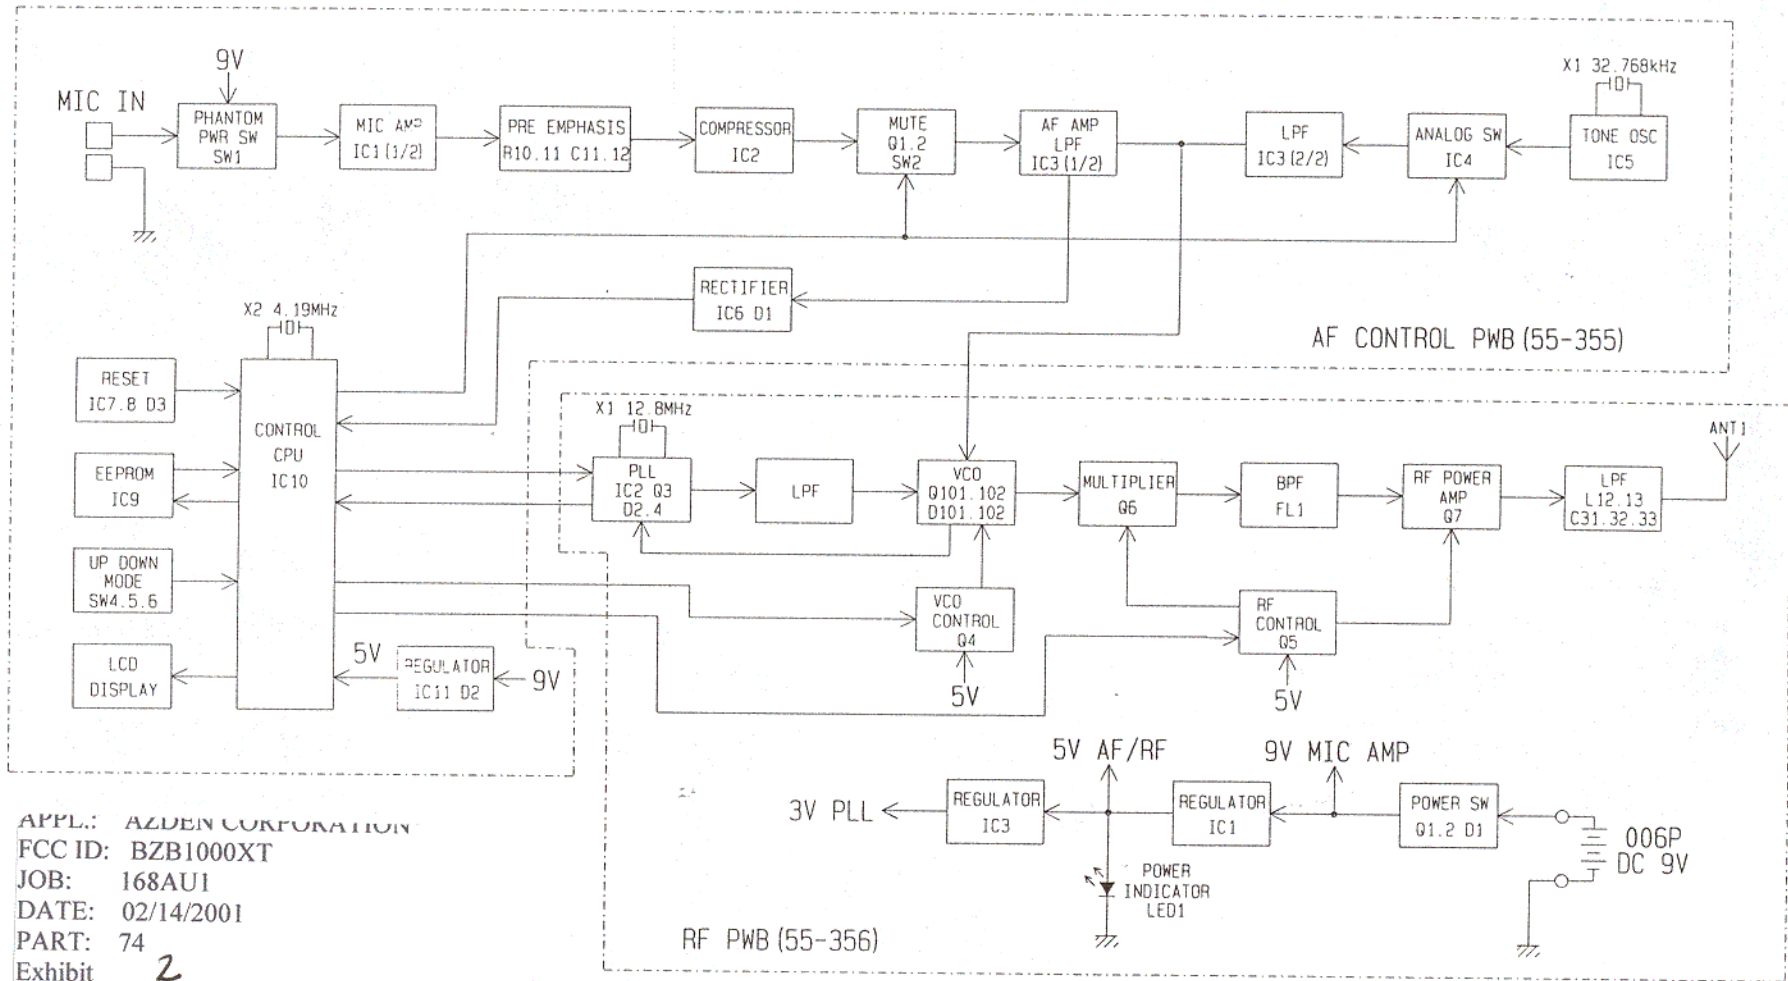 9V
X1 32.768kHz
MIC IN
PHANTOM
PWR SW
SW1
MIC AMP
IC1(1/2)
PRE EMPHASIS
R10.11 C11.12
COMPRESSOR
IC2
MUTE
Q1.2
SW2
AF AMP
LPF
IC3(1/2)
LPF
IC3(2/2)
ANALOG SW
IC4
TONE OSC
IC5
RECTIFIER
IC6 D1
X2 4.19MHz
AF CONTROL PWB(55-355)
RESET
IC7.8 D3
CONTROL
CPU
IC10
EEPROM
IC9
UP DOWN
MODE
SW4.5.6
LCD
DISPLAY
5V
REGULATOR
IC11 D2
9V
X1 12.8MHz
PLL
IC2 Q3
D2.4
LPF
VCO
Q101.102
D101.102
MULTIPLIER
Q6
BPF
FL1
RF POWER
AMP
Q7
LPF
L12.13
C31.32.33
ANT1
VCO
CONTROL
Q4
5V
RF
CONTROL
Q5
5V
5V AF/RF
9V MIC AMP
3V PLL
REGULATOR
IC3
REGULATOR
IC1
POWER SW
Q1.2 D1
006P
DC 9V
POWER
INDICATOR
LED1
RF PWB(55-356)
APPL.: AZDEN CORPORATION
FCC ID: BZB1000XT
JOB: 168AU1
DATE: 02/14/2001
PART: 74
Exhibit 2